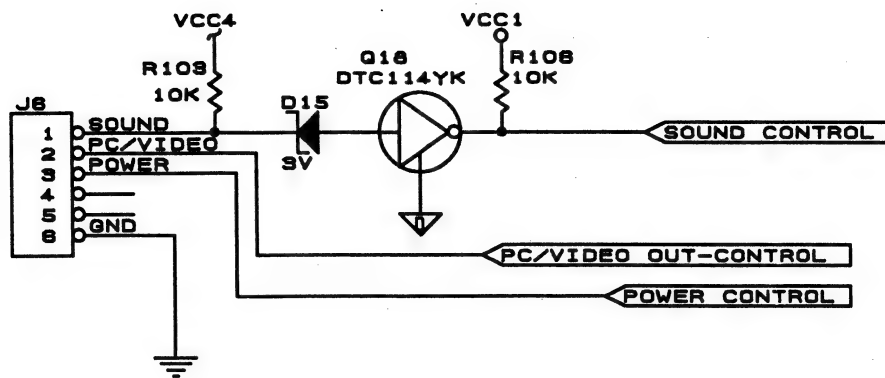 VCC4
VCC1
R103
10K
Q18
DTC114YK
R106
10K
J6
D15
3V
1 SOUND
2 PC/VIDEO
3 POWER
4
5
6 GND
SOUND CONTROL
PC/VIDEO OUT-CONTROL
POWER CONTROL